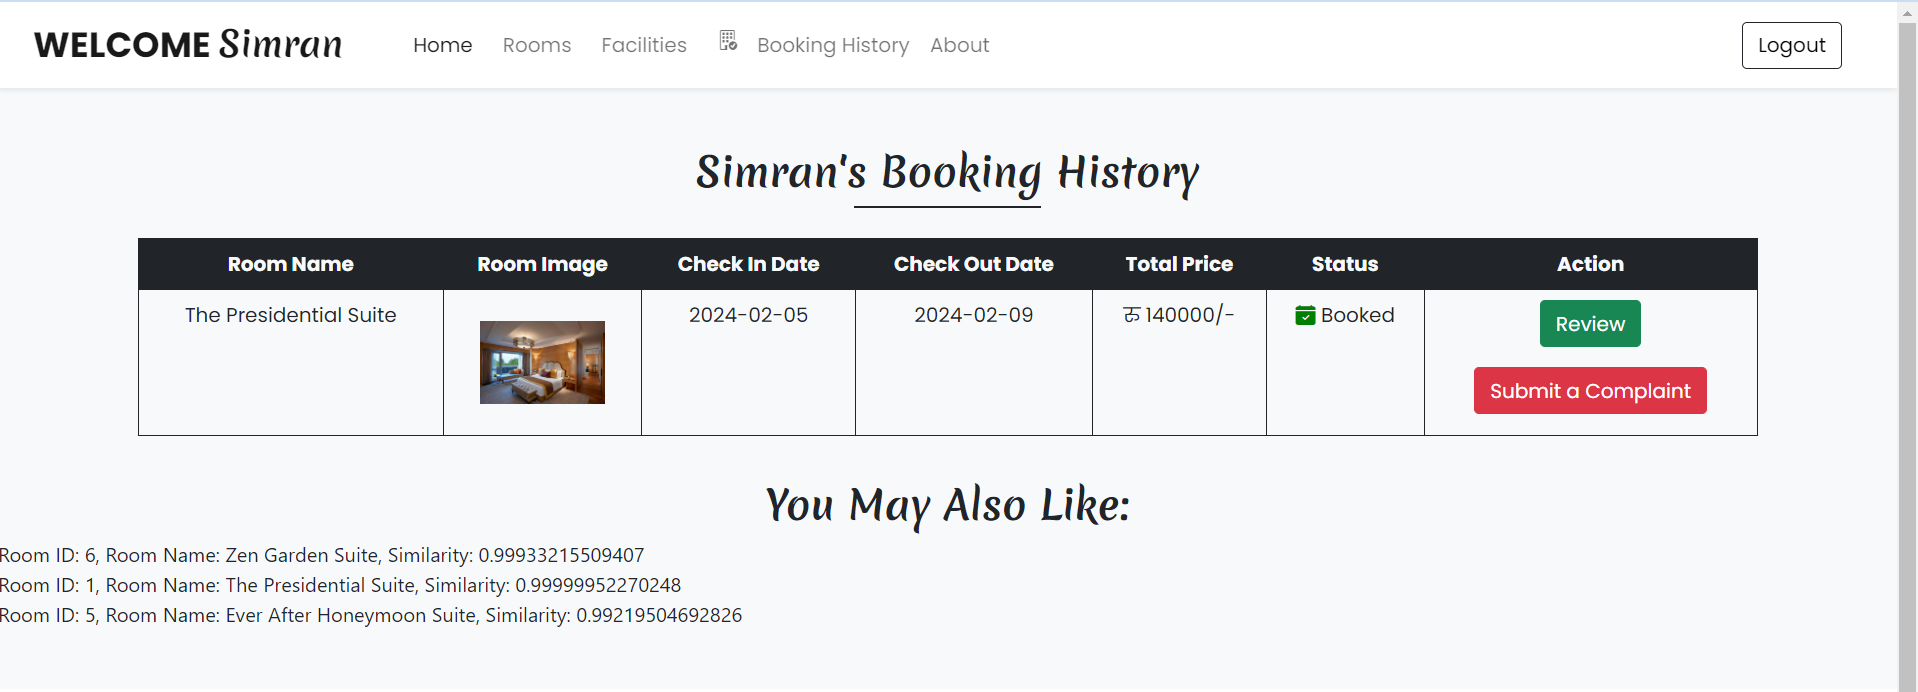 WELCOME Simran Home Rooms Facilities Booking History About Logout
Simran's Booking History
Room Name Room Image Check In Date Check Out Date Total Price Status Action
The Presidential Suite 2024-02-05 2024-02-09 रु 140000/- Booked Review
Submit a Complaint
You May Also Like:
Room ID: 6, Room Name: Zen Garden Suite, Similarity: 0.99933215509407
Room ID: 1, Room Name: The Presidential Suite, Similarity: 0.99999952270248
Room ID: 5, Room Name: Ever After Honeymoon Suite, Similarity: 0.99219504692826